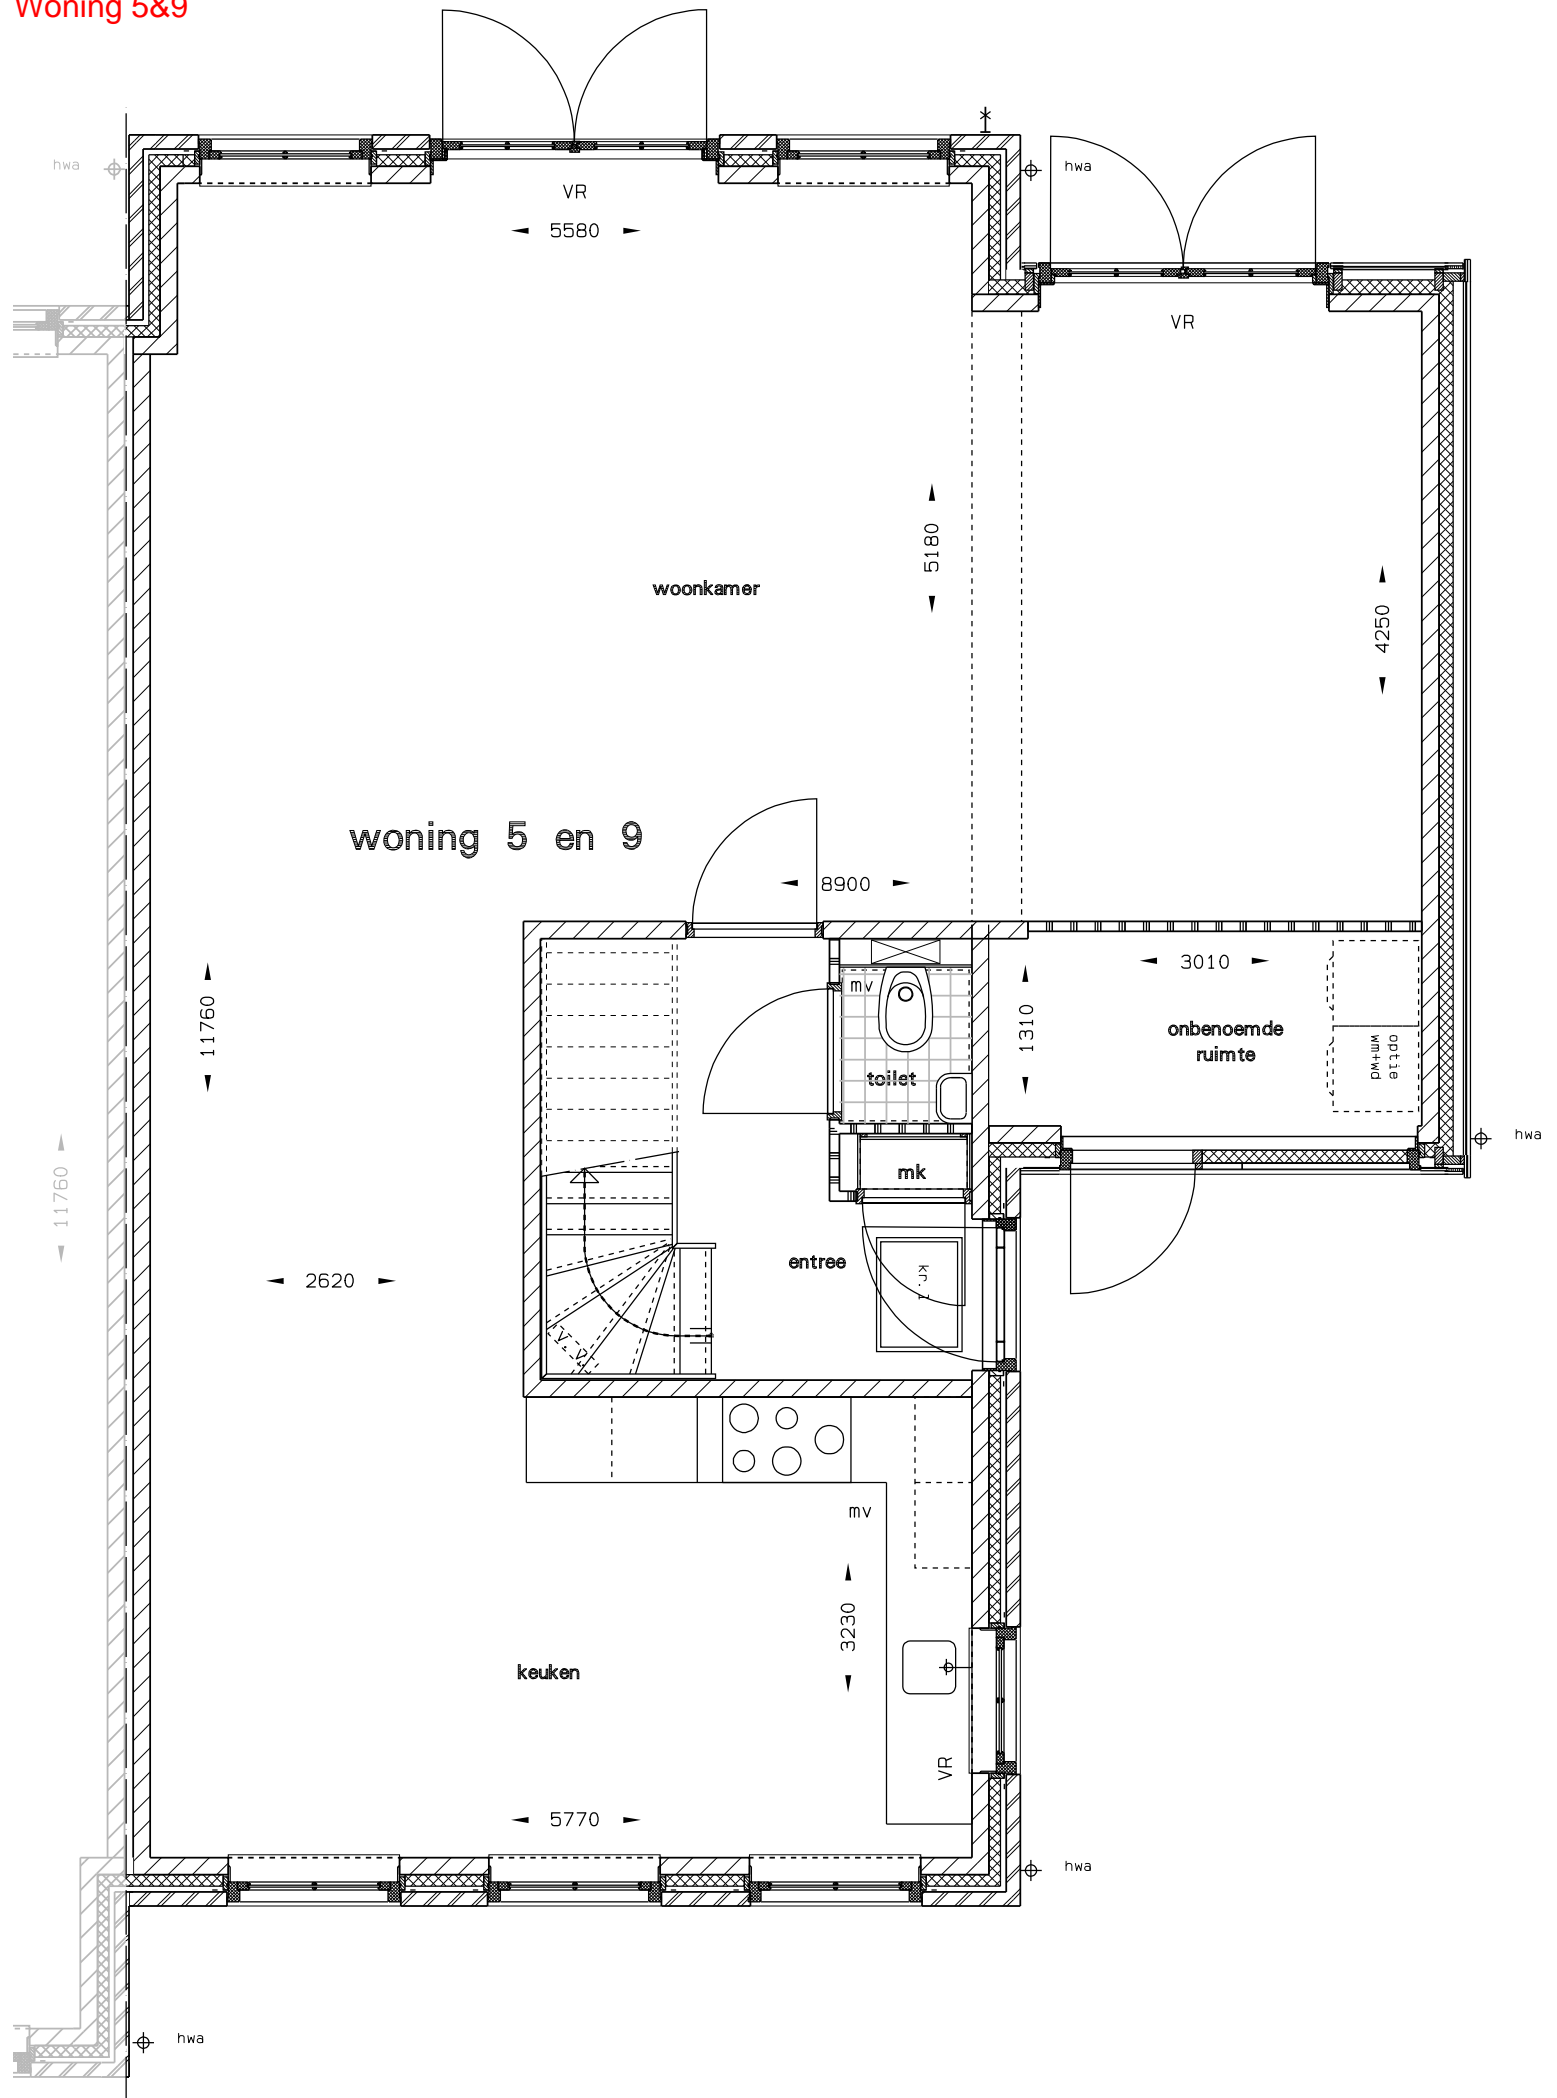 Woning 5&9
hwa
hwa
VR
5580
VR
5180
woonkamer
4250
woning 5 en 9
8900
3010
mv
11760
1310
onbenoemde
ruimte
optie
wm+wd
toilet
hwa
mk
11760
entree
kr.1
2620
v.v.
mv
3230
keuken
VR
5770
hwa
hwa